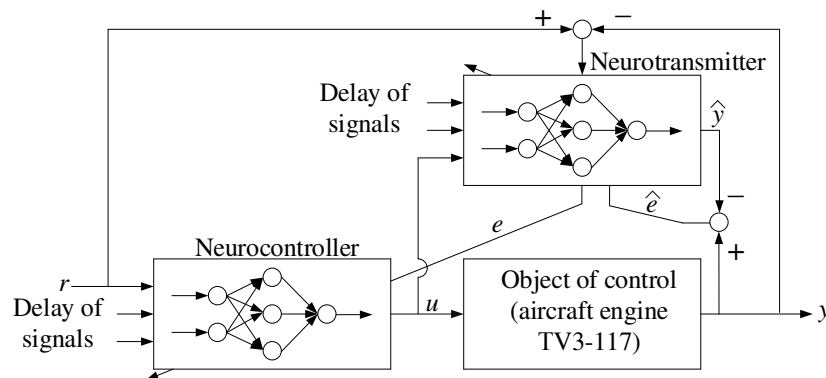 +
−
Neurotransmitter
Delay of
signals
ŷ
−
ê
e
+
Neurocontroller
r
Delay of
signals
u
Object of control
(aircraft engine
TV3-117)
y